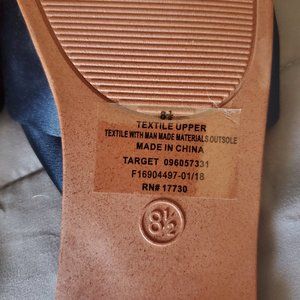 8½
TEXTILE UPPER
TEXTILE WITH MAN MADE MATERIALS OUTSOLE
MADE IN CHINA
TARGET 096057331
F16904497-01/18
RN# 17730
8½